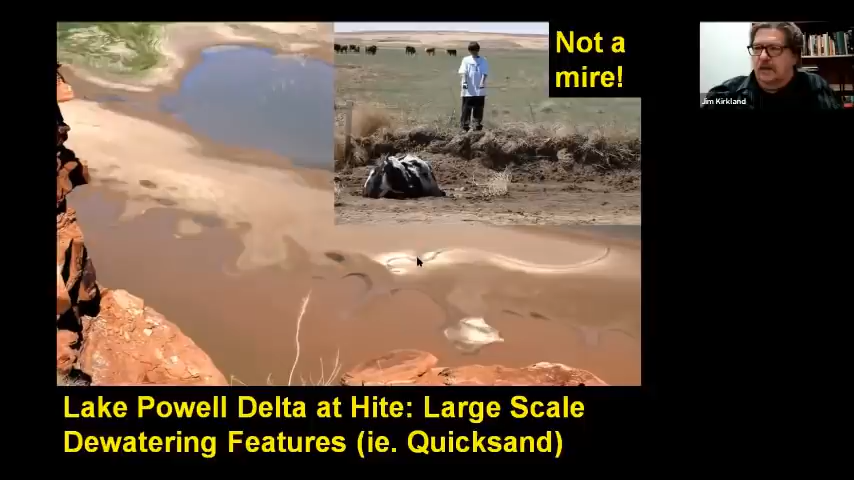 Not a
mire!
Jim Kirkland
Lake Powell Delta at Hite: Large Scale
Dewatering Features (ie. Quicksand)